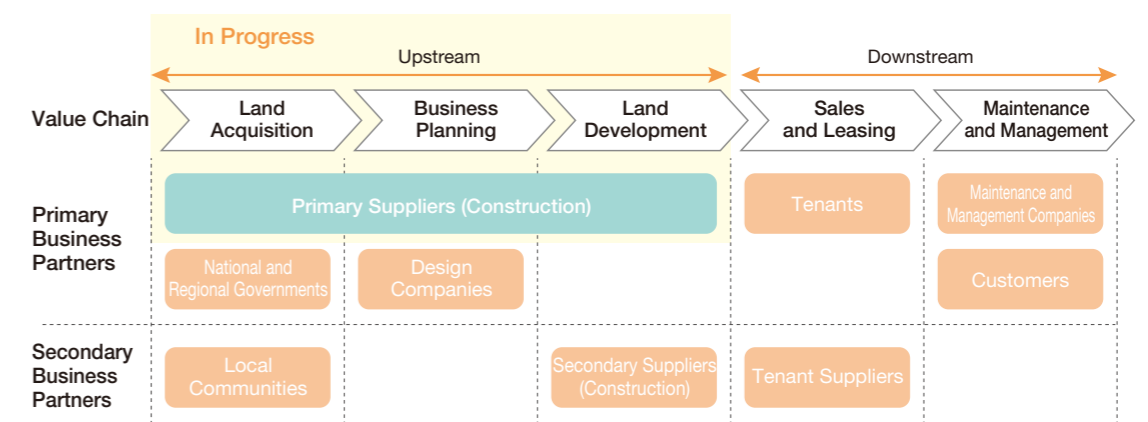 In Progress
Upstream
Downstream
Value Chain
Land
Acquisition
Business
Planning
Land
Development
Sales
and Leasing
Maintenance
and Management
Primary
Business
Partners
Primary Suppliers (Construction)
Tenants
Maintenance and
Management Companies
National and
Regional Governments
Design
Companies
Customers
Secondary
Business
Partners
Local
Communities
Secondary Suppliers
(Construction)
Tenant Suppliers